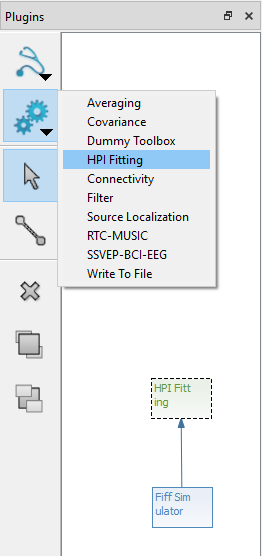 Plugins
Averaging
Covariance
Dummy Toolbox
HPI Fitting
Connectivity
Filter
Source Localization
RTC-MUSIC
SSVEP-BCI-EEG
Write To File
HPI Fitt
ing
Fiff Sim
ulator